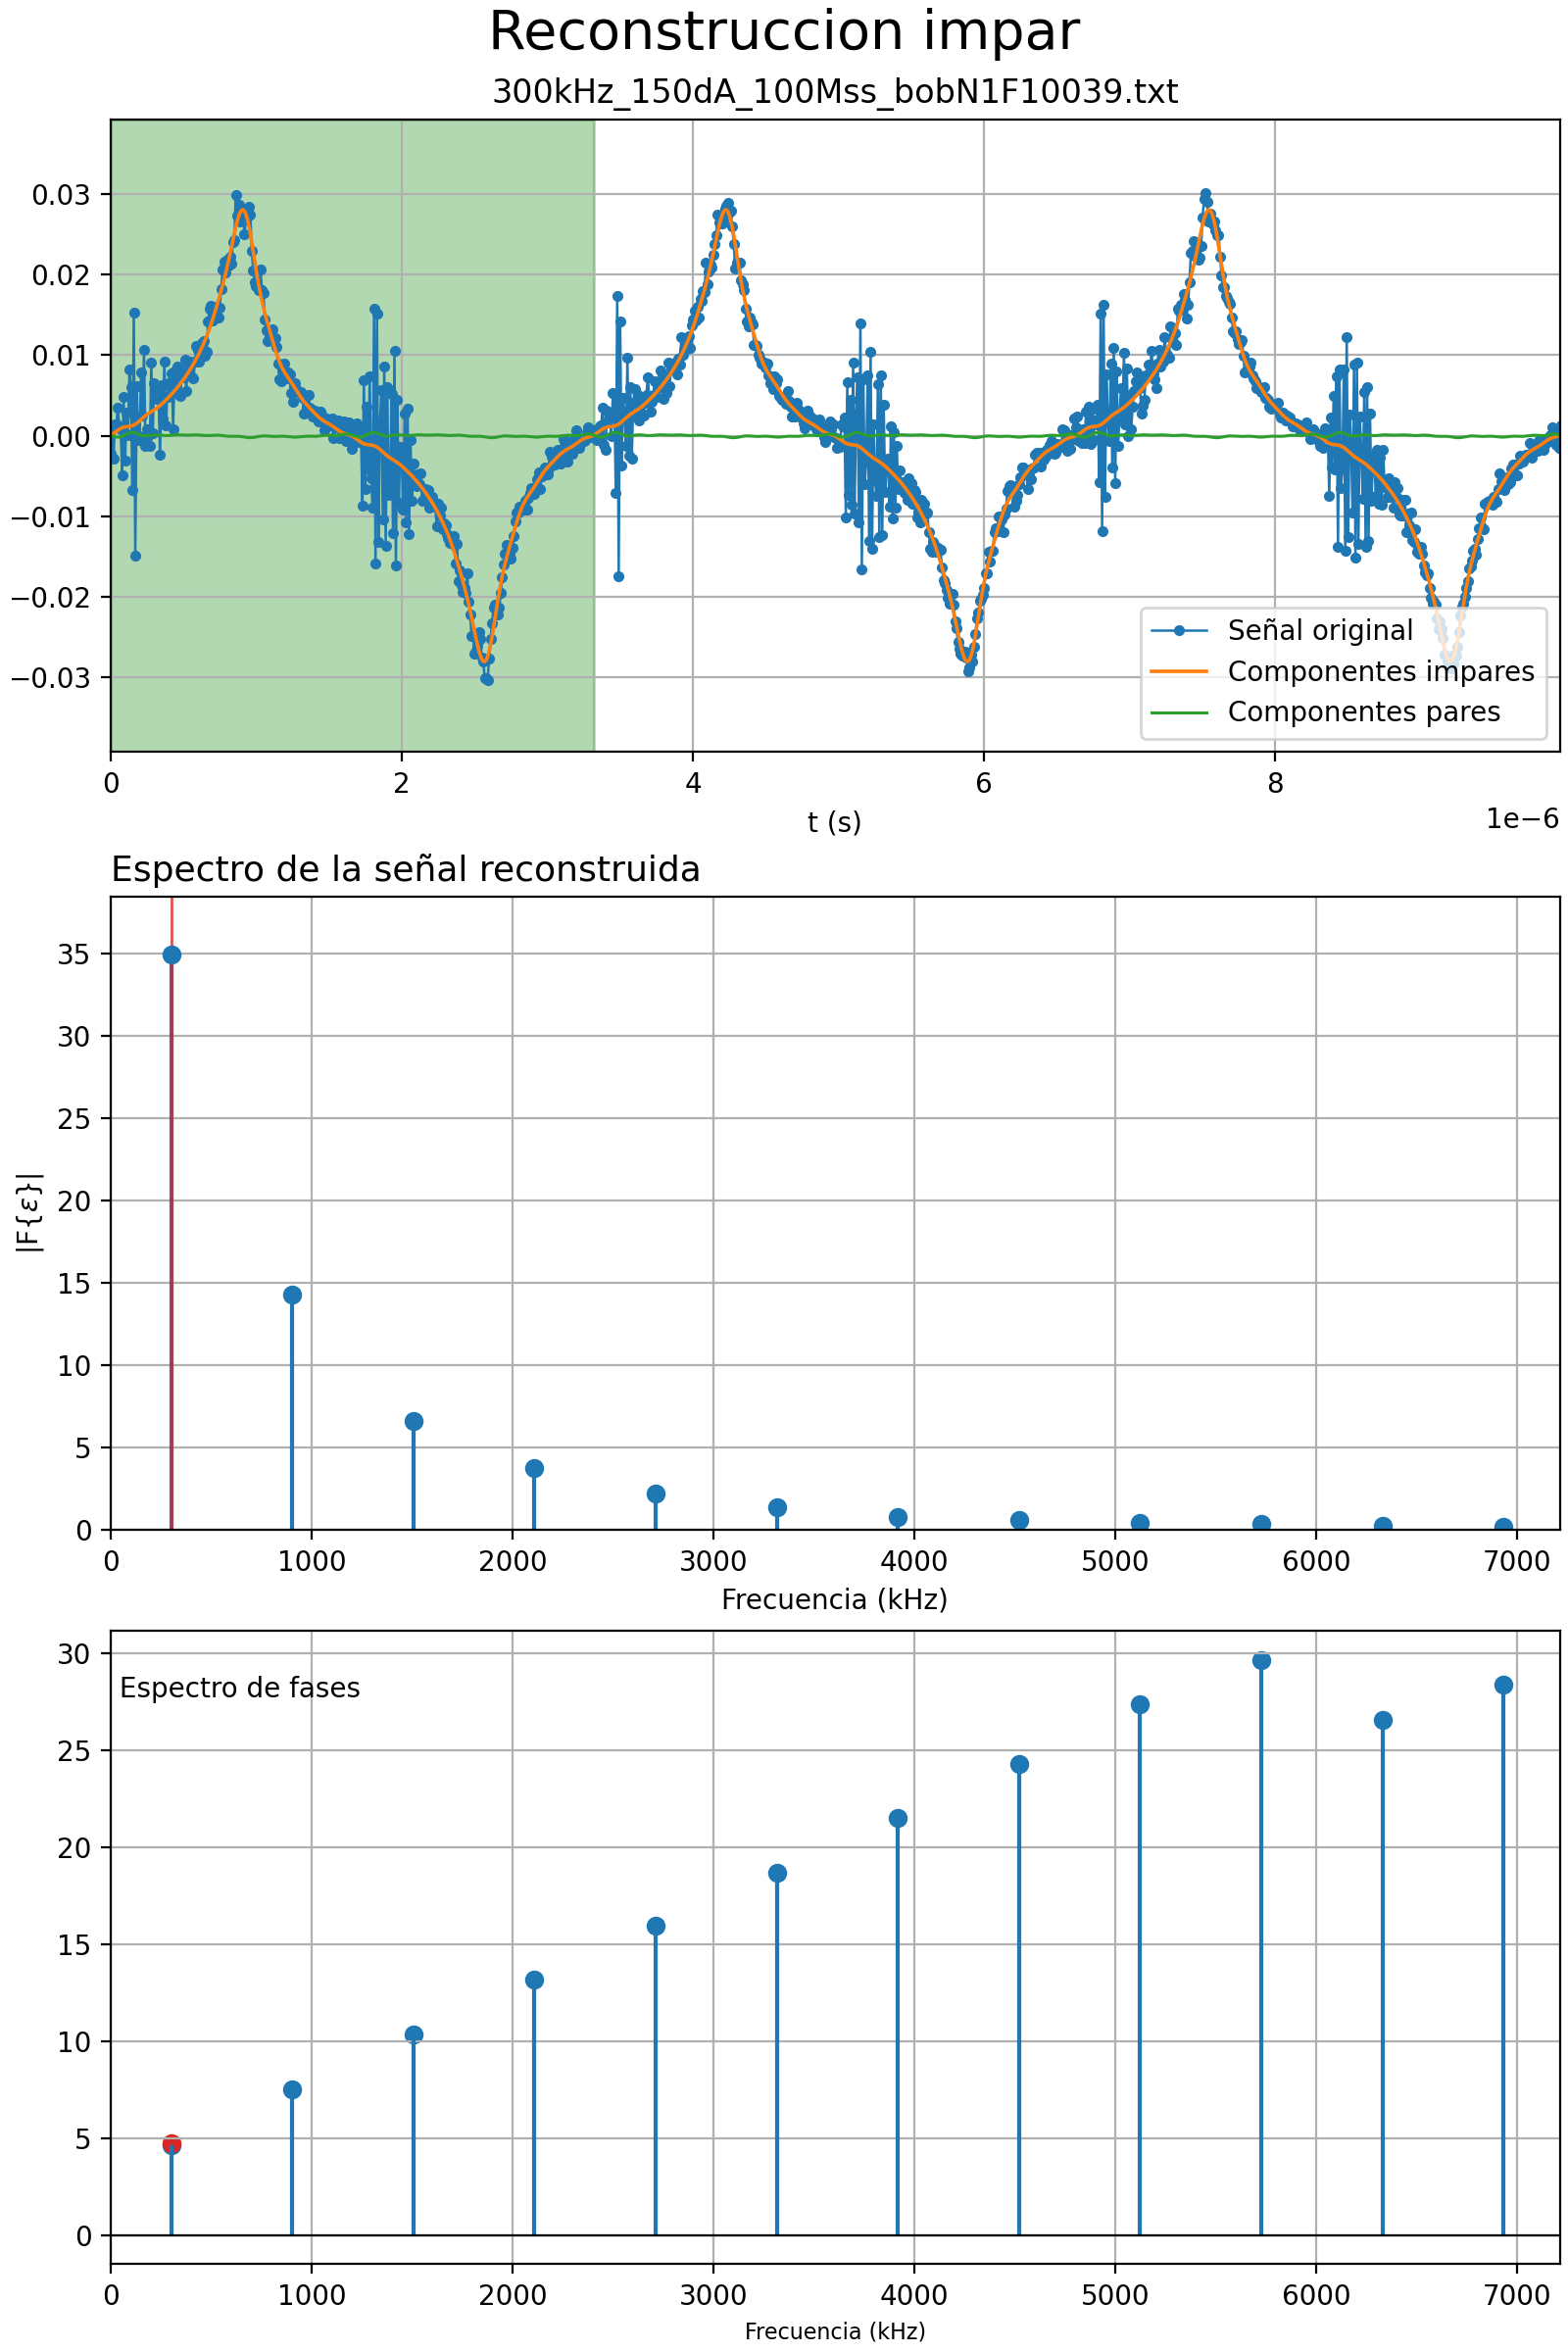 Reconstruccion impar
300kHz_150dA_100Mss_bobN1F10039.txt
0.03
0.02
0.01
0.00
−0.01
−0.02
−0.03
Señal original
Componentes impares
Componentes pares
0 2 4 6 8
1e−6
t (s)
Espectro de la señal reconstruida
35
30
25
20
15
10
5
0
|F{ε}|
0 1000 2000 3000 4000 5000 6000 7000
Frecuencia (kHz)
30
Espectro de fases
25
20
15
10
5
0
0 1000 2000 3000 4000 5000 6000 7000
Frecuencia (kHz)